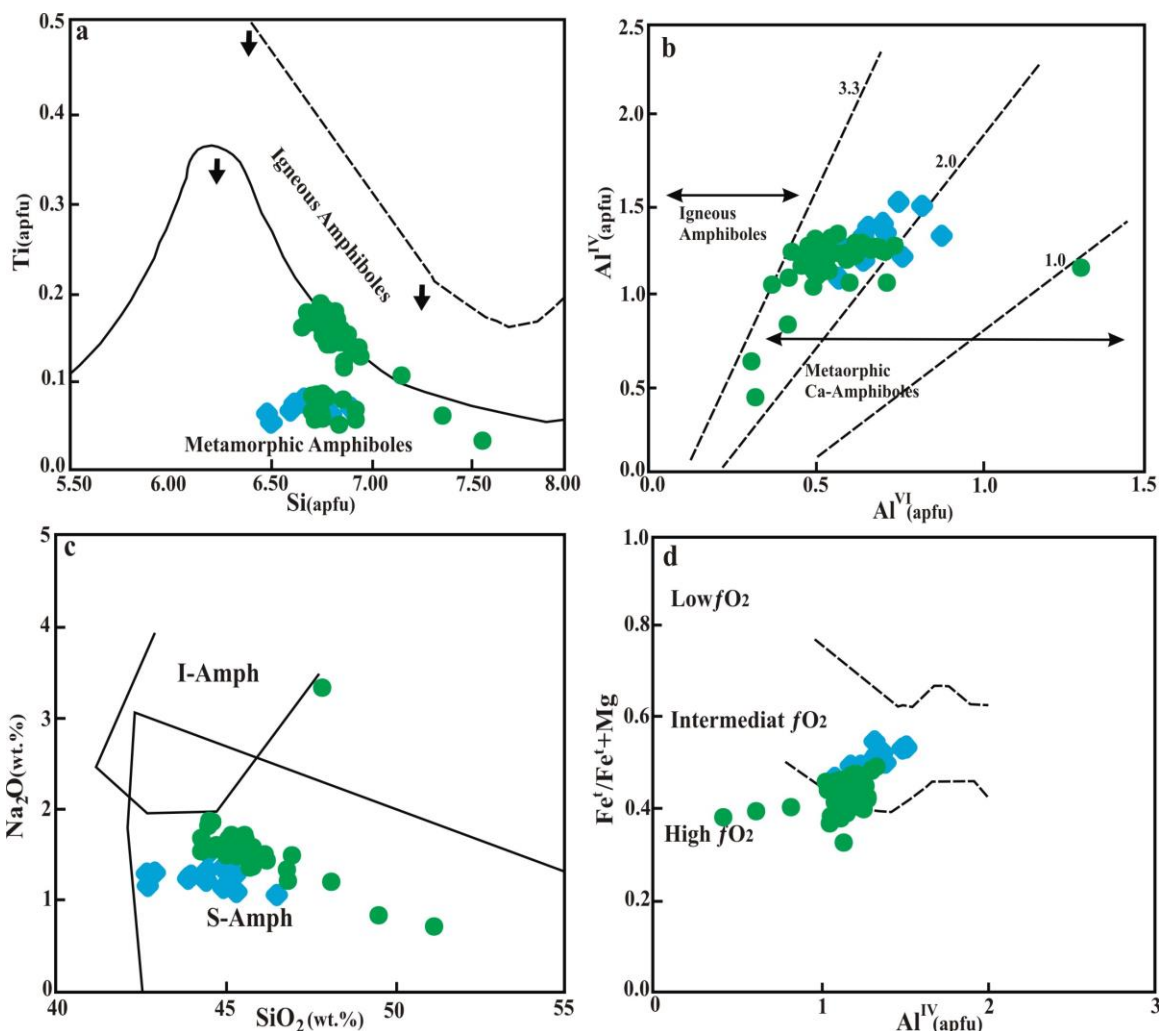 a
0.5
0.4
0.3
0.2
0.1
0.0
Ti(apfu)
Igneous Amphiboles
Metamorphic Amphiboles
5.50
6.00
6.50
7.00
7.50
8.00
Si(apfu)
b
2.5
2.0
1.5
1.0
0.5
0.0
Al^IV(apfu)
3.3
2.0
1.0
Igneous
Amphiboles
Metaorphic
Ca-Amphiboles
0.0
0.5
1.0
1.5
Al^VI(apfu)
c
5
4
3
2
1
0
Na2O(wt.%)
I-Amph
S-Amph
40
45
50
55
SiO2(wt.%)
d
1.0
0.8
0.6
0.4
0.2
0.0
Fe^t/Fe^t+Mg
Low fO2
Intermediat fO2
High fO2
0
1
2
3
Al^IV(apfu)